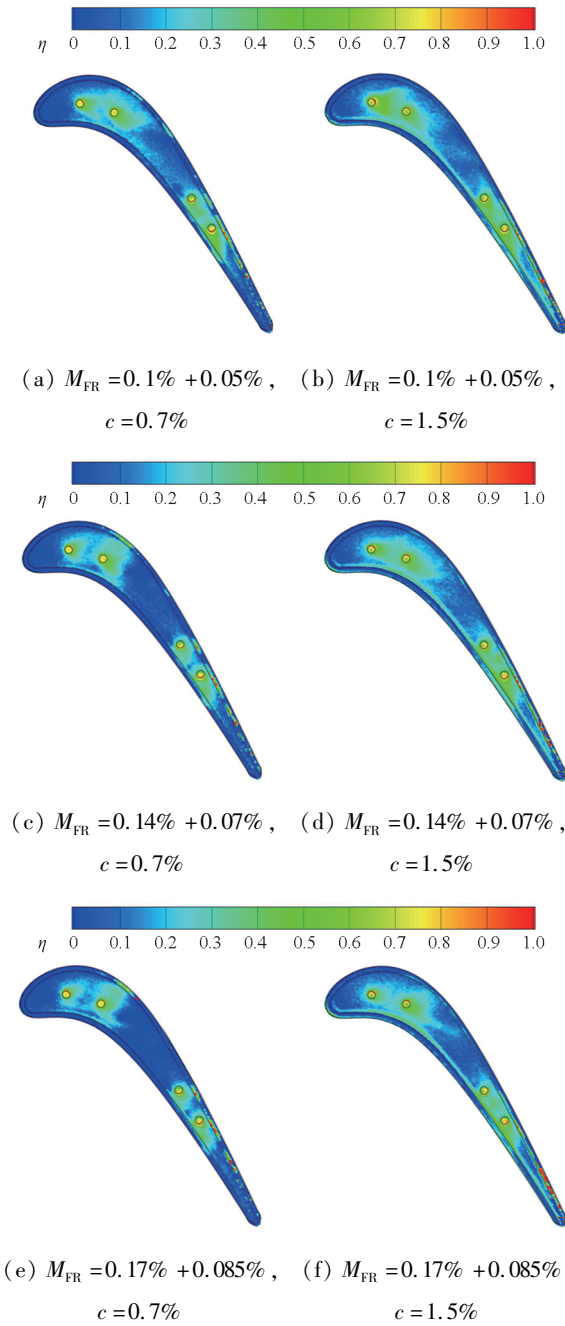 η 0 0.1 0.2 0.3 0.4 0.5 0.6 0.7 0.8 0.9 1.0
(a) M_FR =0.1% +0.05% , (b) M_FR =0.1% +0.05% ,
c=0.7% c=1.5%
η 0 0.1 0.2 0.3 0.4 0.5 0.6 0.7 0.8 0.9 1.0
(c) M_FR =0.14% +0.07% , (d) M_FR =0.14% +0.07% ,
c=0.7% c=1.5%
η 0 0.1 0.2 0.3 0.4 0.5 0.6 0.7 0.8 0.9 1.0
(e) M_FR =0.17% +0.085% , (f) M_FR =0.17% +0.085%
c=0.7% c=1.5%